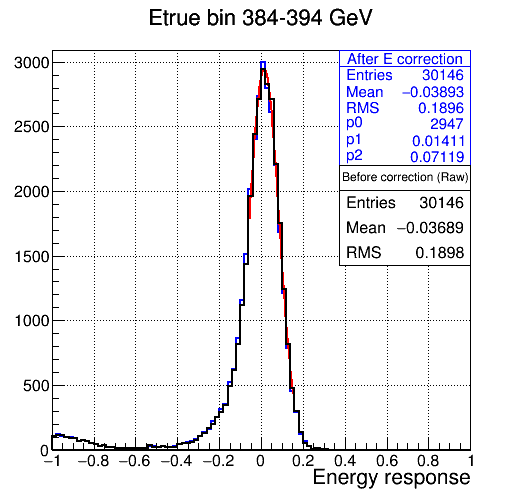 Etrue bin 384-394 GeV
After E correction
Entries 30146
Mean −0.03893
RMS 0.1896
p0 2947
p1 0.01411
p2 0.07119
Before correction (Raw)
Entries 30146
Mean −0.03689
RMS 0.1898
3000
2500
2000
1500
1000
500
0
−1 −0.8 −0.6 −0.4 −0.2 0 0.2 0.4 0.6 0.8 1
Energy response